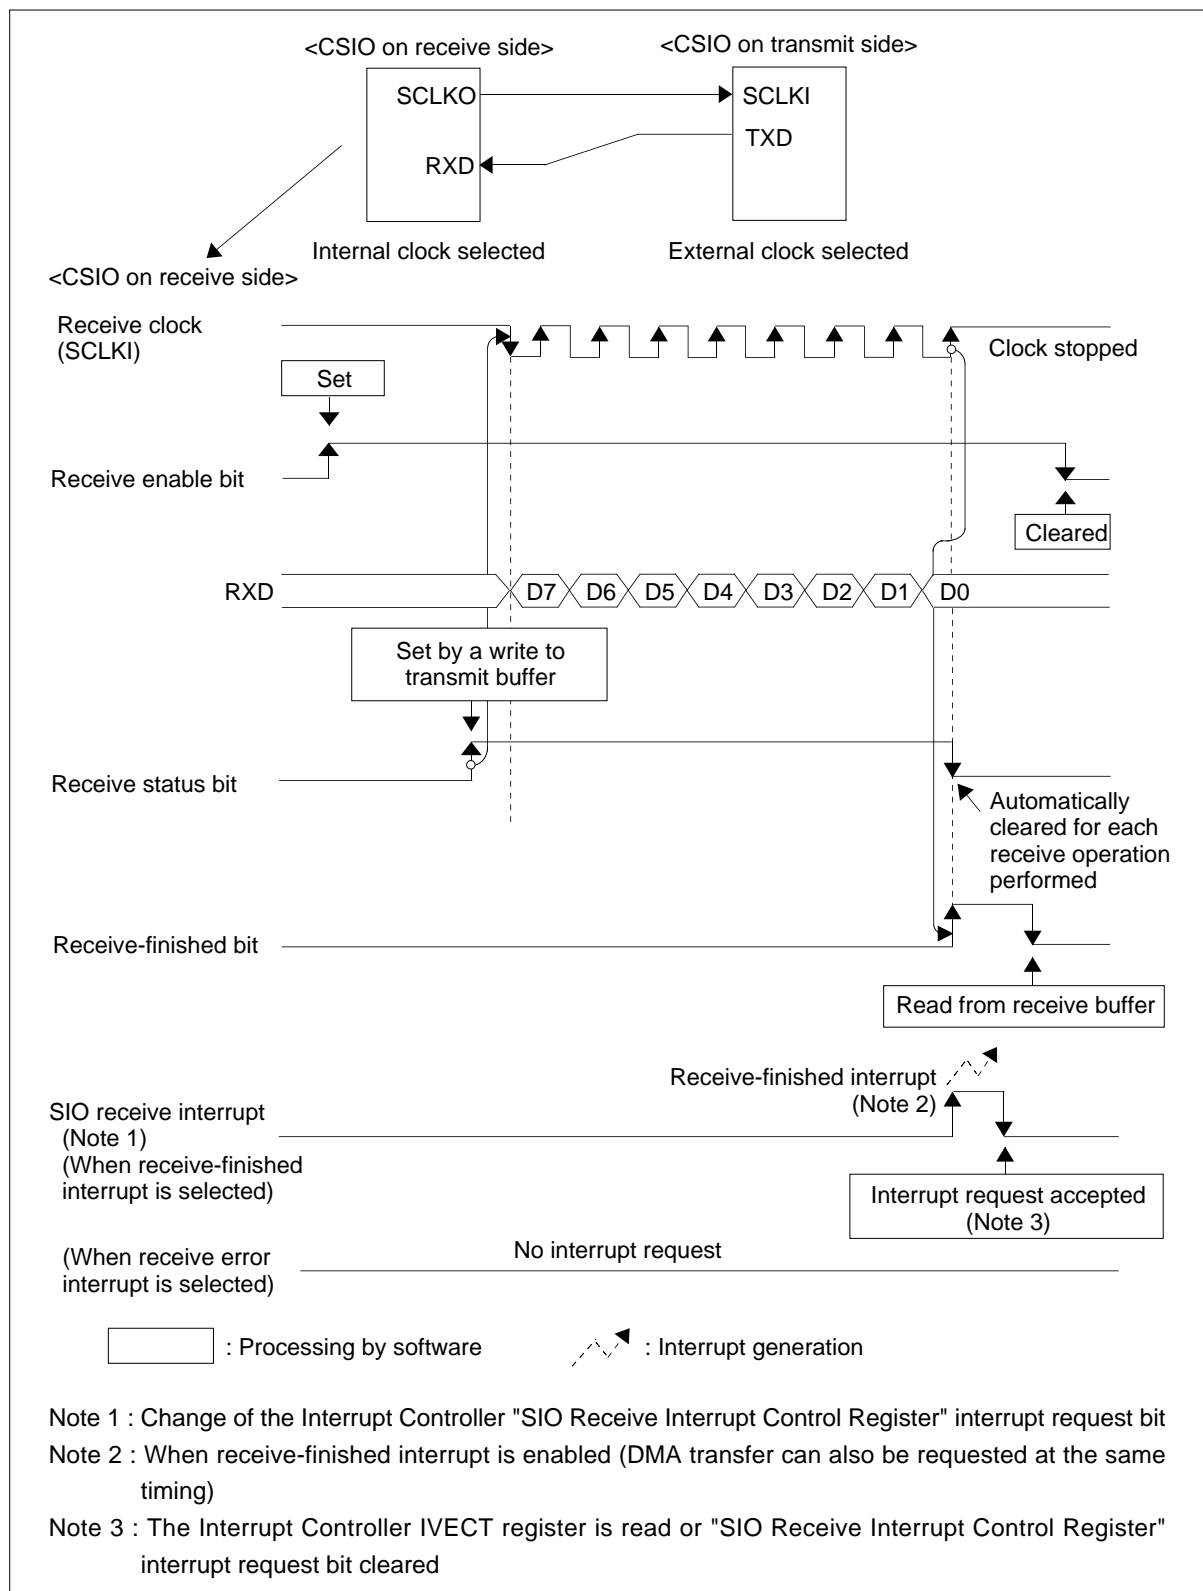 <CSIO on receive side>
<CSIO on transmit side>
SCLKO
SCLKI
TXD
RXD
Internal clock selected
External clock selected
<CSIO on receive side>
Receive clock
(SCLKI)
Clock stopped
Set
Receive enable bit
Cleared
RXD
D7
D6
D5
D4
D3
D2
D1
D0
Set by a write to
transmit buffer
Receive status bit
Automatically
cleared for each
receive operation
performed
Receive-finished bit
Read from receive buffer
Receive-finished interrupt
(Note 2)
SIO receive interrupt
(Note 1)
(When receive-finished
interrupt is selected)
Interrupt request accepted
(Note 3)
(When receive error
interrupt is selected)
No interrupt request
: Processing by software
: Interrupt generation
Note 1 : Change of the Interrupt Controller "SIO Receive Interrupt Control Register" interrupt request bit
Note 2 : When receive-finished interrupt is enabled (DMA transfer can also be requested at the same
timing)
Note 3 : The Interrupt Controller IVECT register is read or "SIO Receive Interrupt Control Register"
interrupt request bit cleared